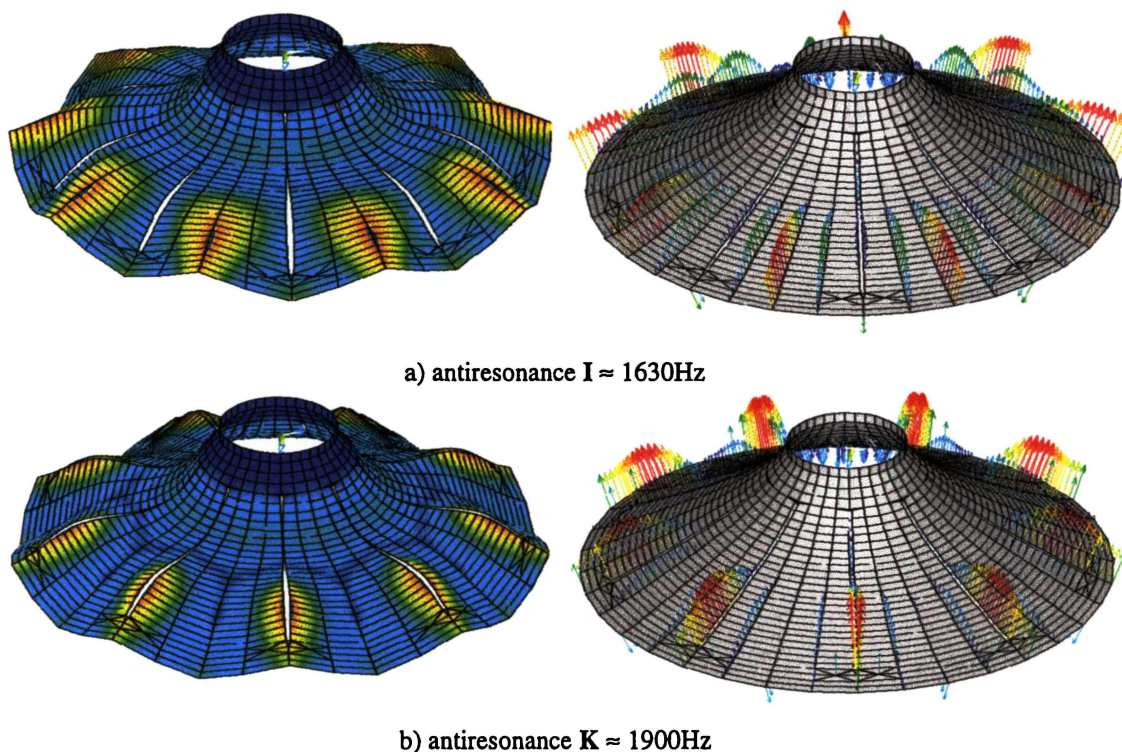 a) antiresonance I ≈ 1630Hz
b) antiresonance K ≈ 1900Hz